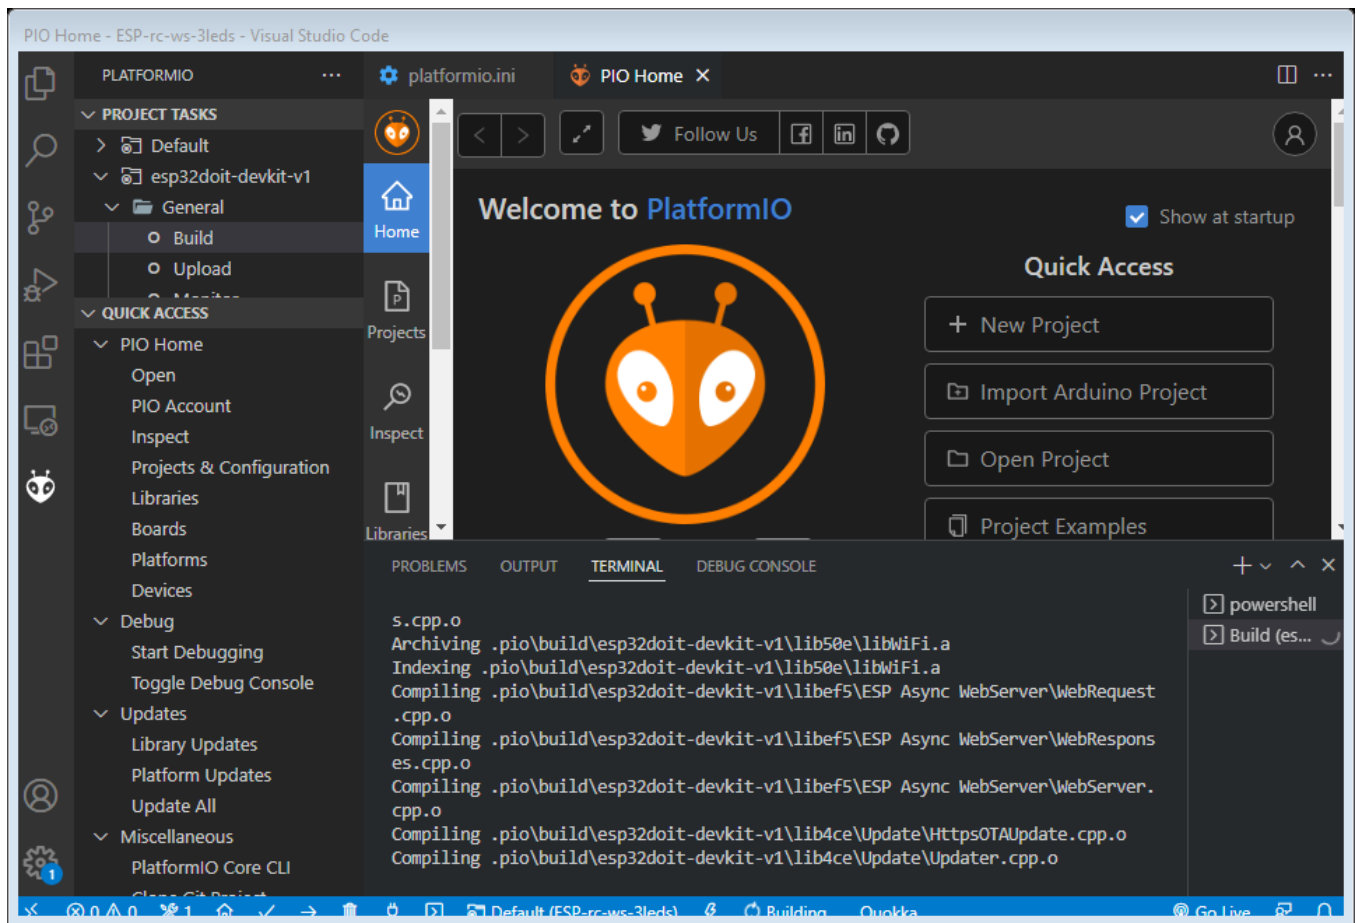 PIO Home - ESP-rc-ws-3leds - Visual Studio Code
PLATFORMIO
PROJECT TASKS
Default
esp32doit-devkit-v1
General
Build
Upload
Monitor
QUICK ACCESS
PIO Home
Open
PIO Account
Inspect
Projects & Configuration
Libraries
Boards
Platforms
Devices
Debug
Start Debugging
Toggle Debug Console
Updates
Library Updates
Platform Updates
Update All
Miscellaneous
PlatformIO Core CLI
Clone Git Project
platformio.ini
PIO Home
Follow Us
Home
Projects
Inspect
Libraries
Welcome to PlatformIO
Show at startup
Quick Access
New Project
Import Arduino Project
Open Project
Project Examples
PROBLEMS OUTPUT TERMINAL DEBUG CONSOLE
s.cpp.o
Archiving .pio\build\esp32doit-devkit-v1\lib50e\libWiFi.a
Indexing .pio\build\esp32doit-devkit-v1\lib50e\libWiFi.a
Compiling .pio\build\esp32doit-devkit-v1\libef5\ESP Async WebServer\WebRequest
.cpp.o
Compiling .pio\build\esp32doit-devkit-v1\libef5\ESP Async WebServer\WebRespons
es.cpp.o
Compiling .pio\build\esp32doit-devkit-v1\libef5\ESP Async WebServer\WebServer.
cpp.o
Compiling .pio\build\esp32doit-devkit-v1\lib4ce\Update\HttpsOTAUpdate.cpp.o
Compiling .pio\build\esp32doit-devkit-v1\lib4ce\Update\Updater.cpp.o
powershell
Build (es...
1
0 0 1 Default (ESP-rc-ws-3leds) Building Quokka Go Live